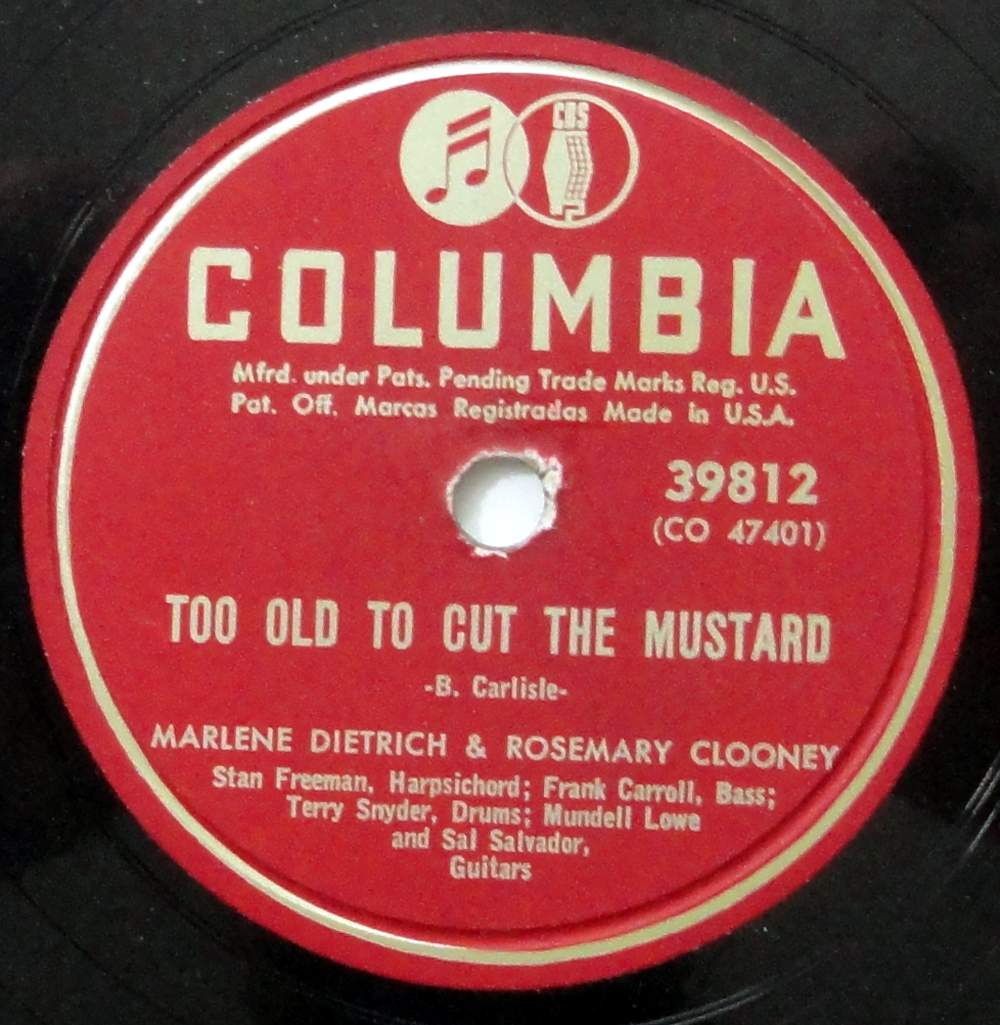 CBS
COLUMBIA
Mfrd. under Pats. Pending Trade Marks Reg. U.S.
Pat. Off. Marcas Registradas Made in U.S.A.
39812
(CO 47401)
TOO OLD TO CUT THE MUSTARD
-B. Carlisle-
MARLENE DIETRICH & ROSEMARY CLOONEY
Stan Freeman, Harpsichord; Frank Carroll, Bass;
Terry Snyder, Drums; Mundell Lowe
and Sal Salvador,
Guitars